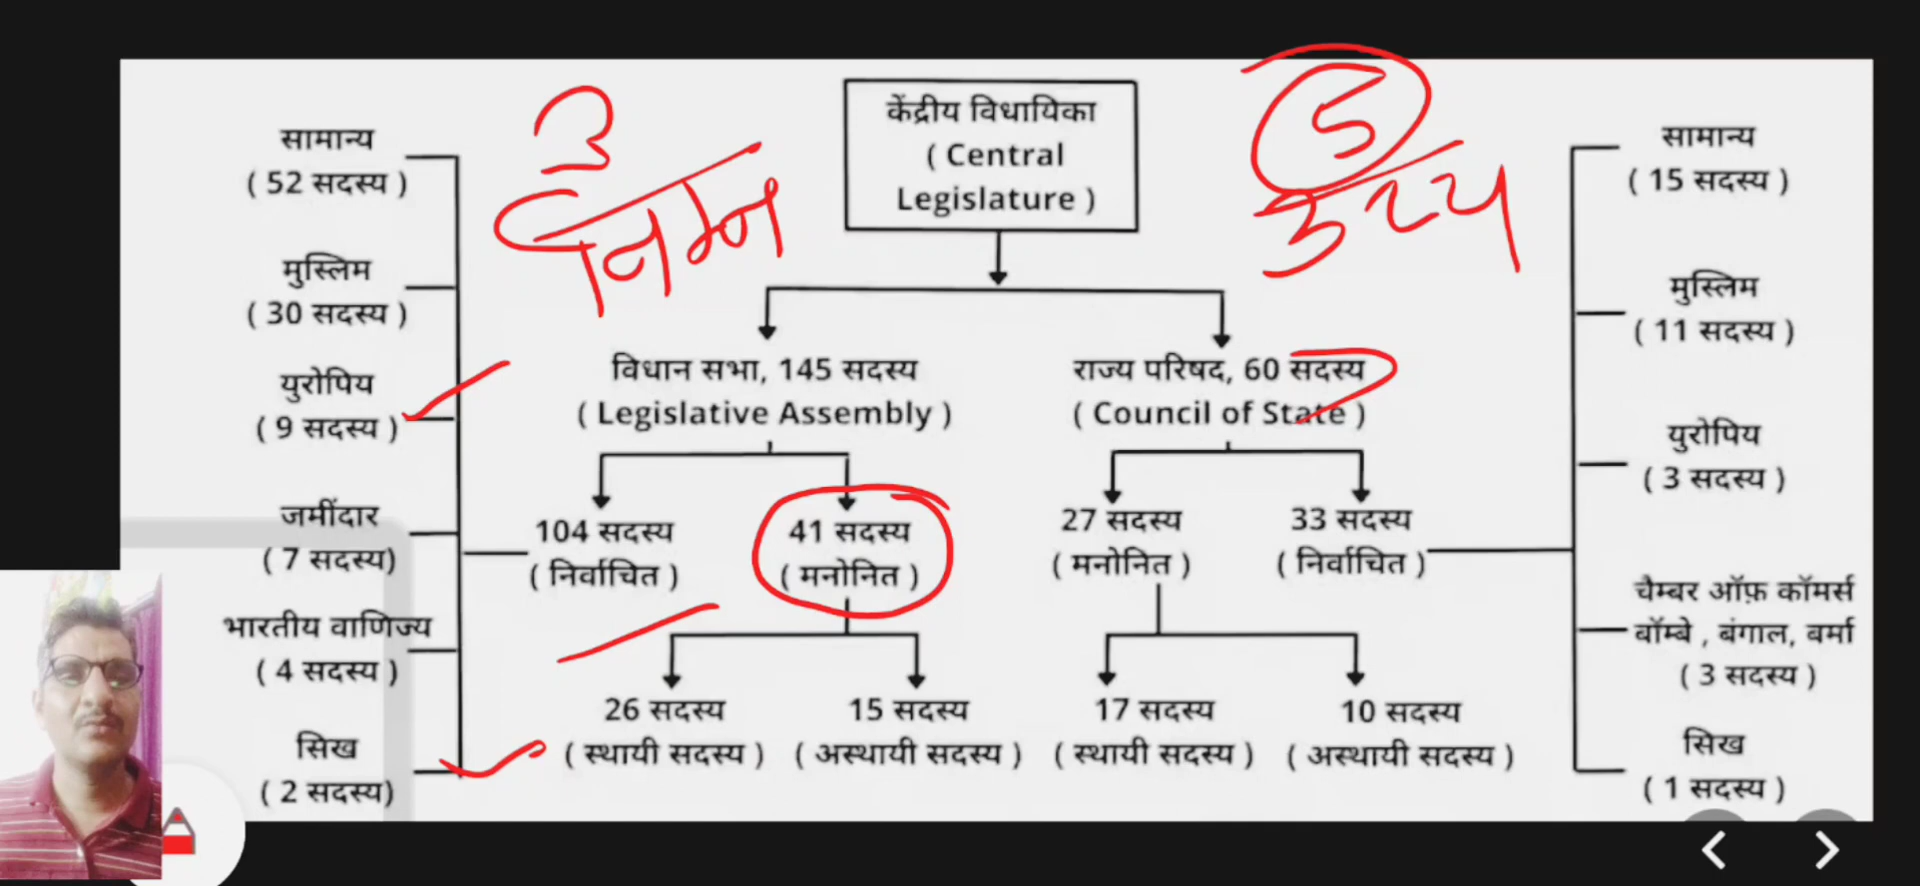 केंद्रीय विधायिका
( Central
Legislature )
3
निम्न
5
उच्च
सामान्य
( 52 सदस्य )
मुस्लिम
( 30 सदस्य )
युरोपिय
( 9 सदस्य )
जमींदार
( 7 सदस्य)
भारतीय वाणिज्य
( 4 सदस्य )
सिख
( 2 सदस्य)
विधान सभा, 145 सदस्य
( Legislative Assembly )
104 सदस्य
( निर्वाचित )
41 सदस्य
( मनोनित )
26 सदस्य
( स्थायी सदस्य )
15 सदस्य
( अस्थायी सदस्य )
राज्य परिषद, 60 सदस्य
( Council of State )
27 सदस्य
( मनोनित )
33 सदस्य
( निर्वाचित )
17 सदस्य
( स्थायी सदस्य )
10 सदस्य
( अस्थायी सदस्य )
सामान्य
( 15 सदस्य )
मुस्लिम
( 11 सदस्य )
युरोपिय
( 3 सदस्य )
चैम्बर ऑफ़ कॉमर्स
बॉम्बे , बंगाल, बर्मा
( 3 सदस्य )
सिख
( 1 सदस्य )